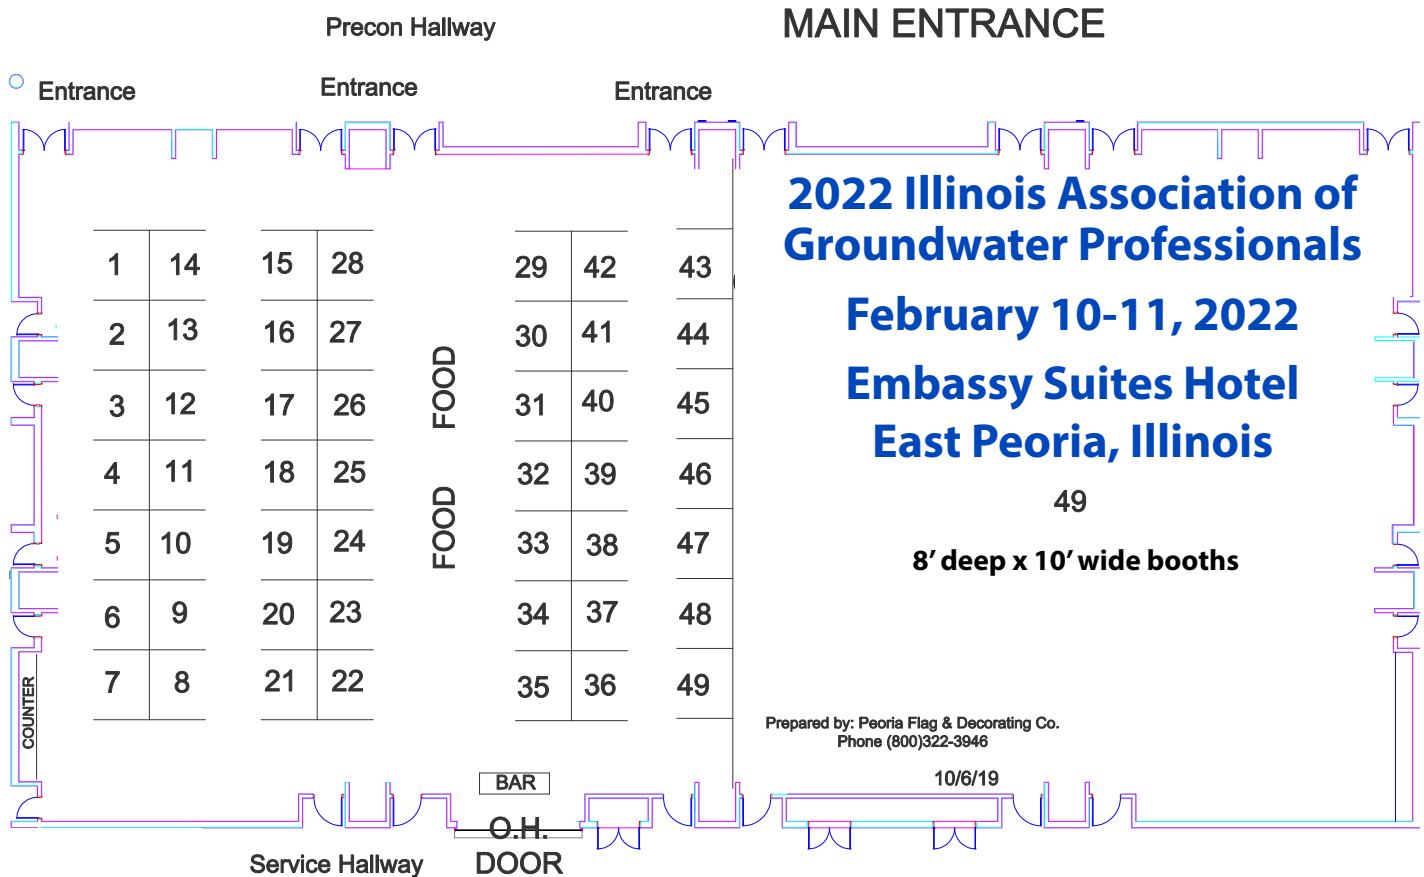 Precon Hallway
MAIN ENTRANCE
Entrance
Entrance
Entrance
2022 Illinois Association of
Groundwater Professionals
February 10-11, 2022
Embassy Suites Hotel
East Peoria, Illinois
49
8’ deep x 10’ wide booths
1 14 15 28 29 42 43
2 13 16 27 30 41 44
3 12 17 26 31 40 45
4 11 18 25 32 39 46
5 10 19 24 33 38 47
6 9 20 23 34 37 48
7 8 21 22 35 36 49
FOOD
FOOD
COUNTER
Prepared by: Peoria Flag & Decorating Co.
Phone (800)322-3946
10/6/19
BAR
O.H.
DOOR
Service Hallway